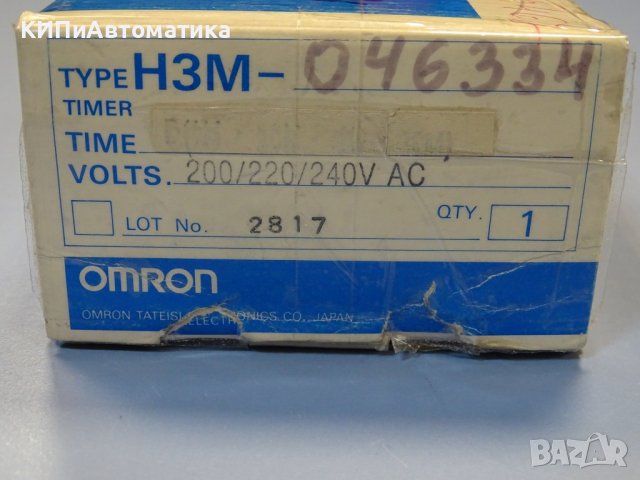 КИПиАвтоматика
TYPE H3M- 046334
TIMER
TIME
VOLTS. 200/220/240V AC
LOT No. 2817 QTY. 1
OMRON
OMRON TATEISI ELECTRONICS CO., JAPAN
BAZAR